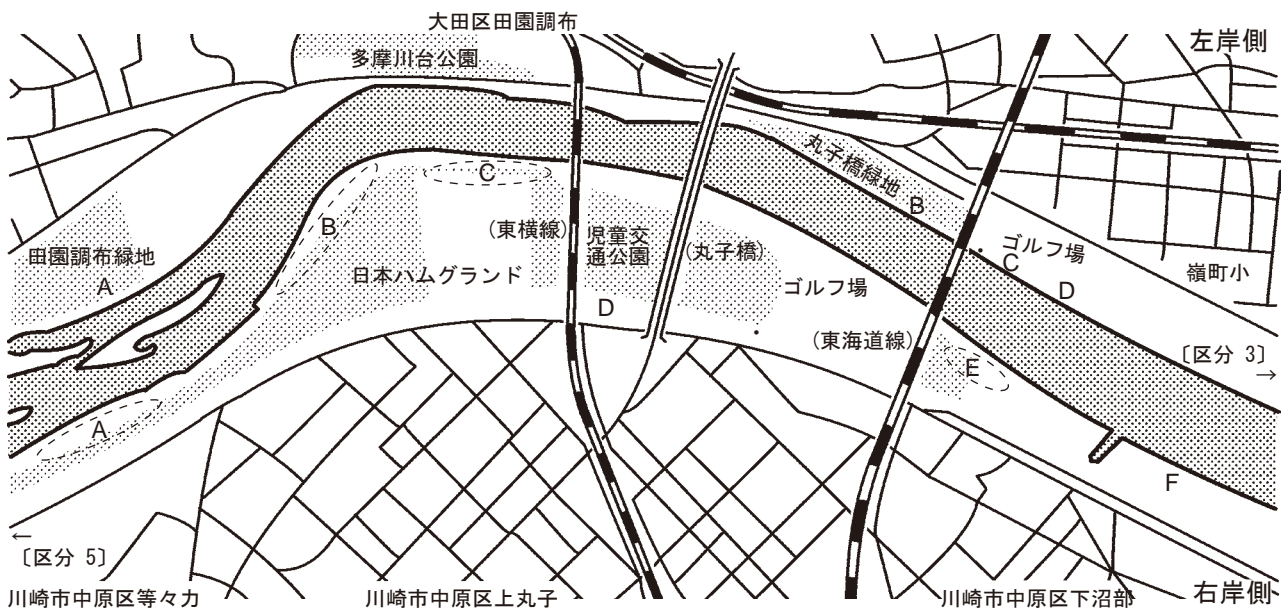 大田区田園調布
左岸側
多摩川台公園
丸子橋緑地
B
田園調布緑地
A
B
C
(東横線)
児童交
通公園
(丸子橋)
日本ハムグランド
D
ゴルフ場
(東海道線)
C
ゴルフ場
D
嶺町小
〔区分 3〕
→
E
A
F
←
〔区分 5〕
川崎市中原区等々力
川崎市中原区上丸子
川崎市中原区下沼部
右岸側